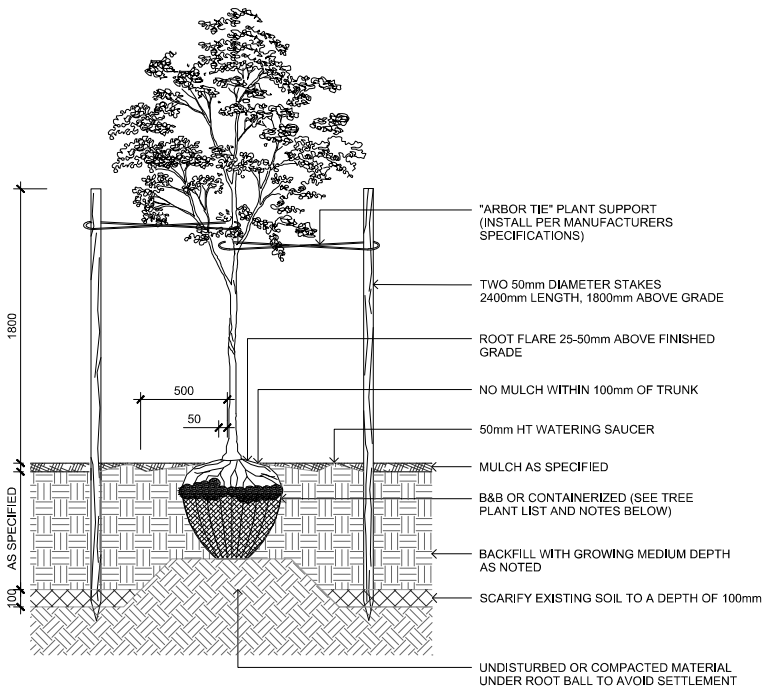 "ARBOR TIE" PLANT SUPPORT
(INSTALL PER MANUFACTURERS
SPECIFICATIONS)
TWO 50mm DIAMETER STAKES
2400mm LENGTH, 1800mm ABOVE GRADE
1800
ROOT FLARE 25-50mm ABOVE FINISHED
GRADE
500
NO MULCH WITHIN 100mm OF TRUNK
50
50mm HT WATERING SAUCER
MULCH AS SPECIFIED
AS SPECIFIED
B&B OR CONTAINERIZED (SEE TREE
PLANT LIST AND NOTES BELOW)
BACKFILL WITH GROWING MEDIUM DEPTH
AS NOTED
100
SCARIFY EXISTING SOIL TO A DEPTH OF 100mm
UNDISTURBED OR COMPACTED MATERIAL
UNDER ROOT BALL TO AVOID SETTLEMENT